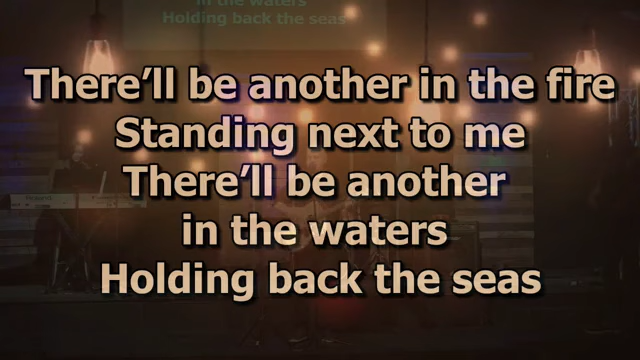 in the waters
Holding back the seas
There'll be another in the fire
Standing next to me
There'll be another
in the waters
Holding back the seas